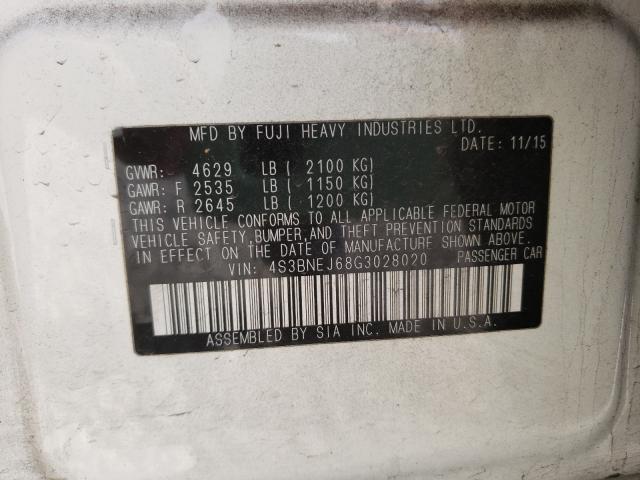 MFD BY FUJI HEAVY INDUSTRIES LTD.
DATE: 11/15
GVWR: 4629 LB ( 2100 KG)
GAWR: F 2535 LB ( 1150 KG)
GAWR: R 2645 LB ( 1200 KG)
THIS VEHICLE CONFORMS TO ALL APPLICABLE FEDERAL MOTOR
VEHICLE SAFETY, BUMPER, AND THEFT PREVENTION STANDARDS
IN EFFECT ON THE DATE OF MANUFACTURE SHOWN ABOVE.
VIN: 4S3BNEJ68G3028020 PASSENGER CAR
ASSEMBLED BY SIA INC. MADE IN U.S.A.